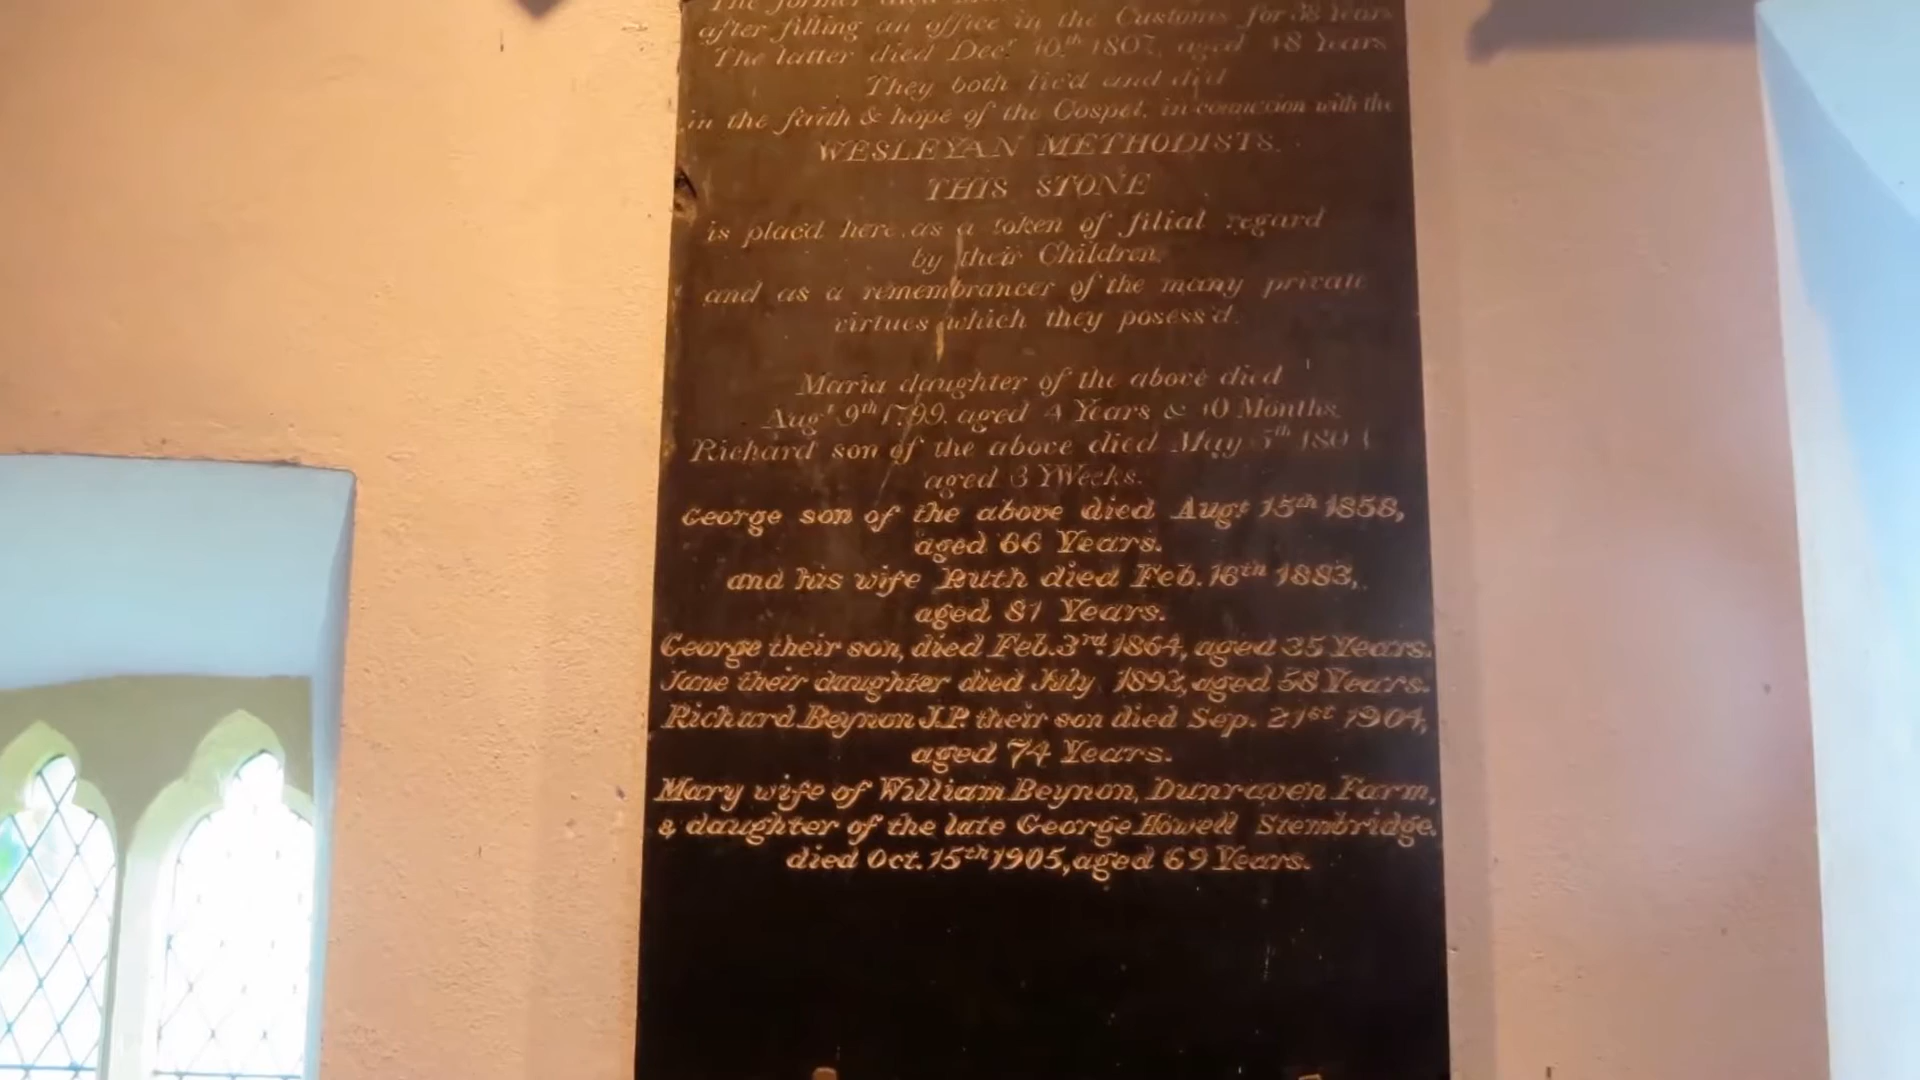 The former died
after filling an office in the Customs for 38 Years
The latter died Decr. 10th 1807, aged 48 Years
They both liv'd and di'd
in the faith & hope of the Gospel, in connection with the
WESLEYAN METHODISTS.
THIS STONE
is plac'd here, as a token of filial regard
by their Children,
and as a remembrancer of the many private
virtues which they posess'd.
Maria daughter of the above died
Augt 9th 1799. aged 4 Years & 10 Months.
Richard son of the above died May 5th
aged 3 Weeks.
George son of the above died Augt 15th 1858,
aged 66 Years.
and his wife Ruth died Feb. 16th 1883,
aged 81 Years.
George their son, died Feb. 3rd. 1864, aged 35 Years.
Jane their daughter died July 1893, aged 58 Years.
Richard Beynon J.P. their son died Sep. 21st 1904,
aged 74 Years.
Mary wife of William Beynon, Dunraven Farm,
& daughter of the late George Howell Stembridge.
died Oct. 15th 1905, aged 69 Years.